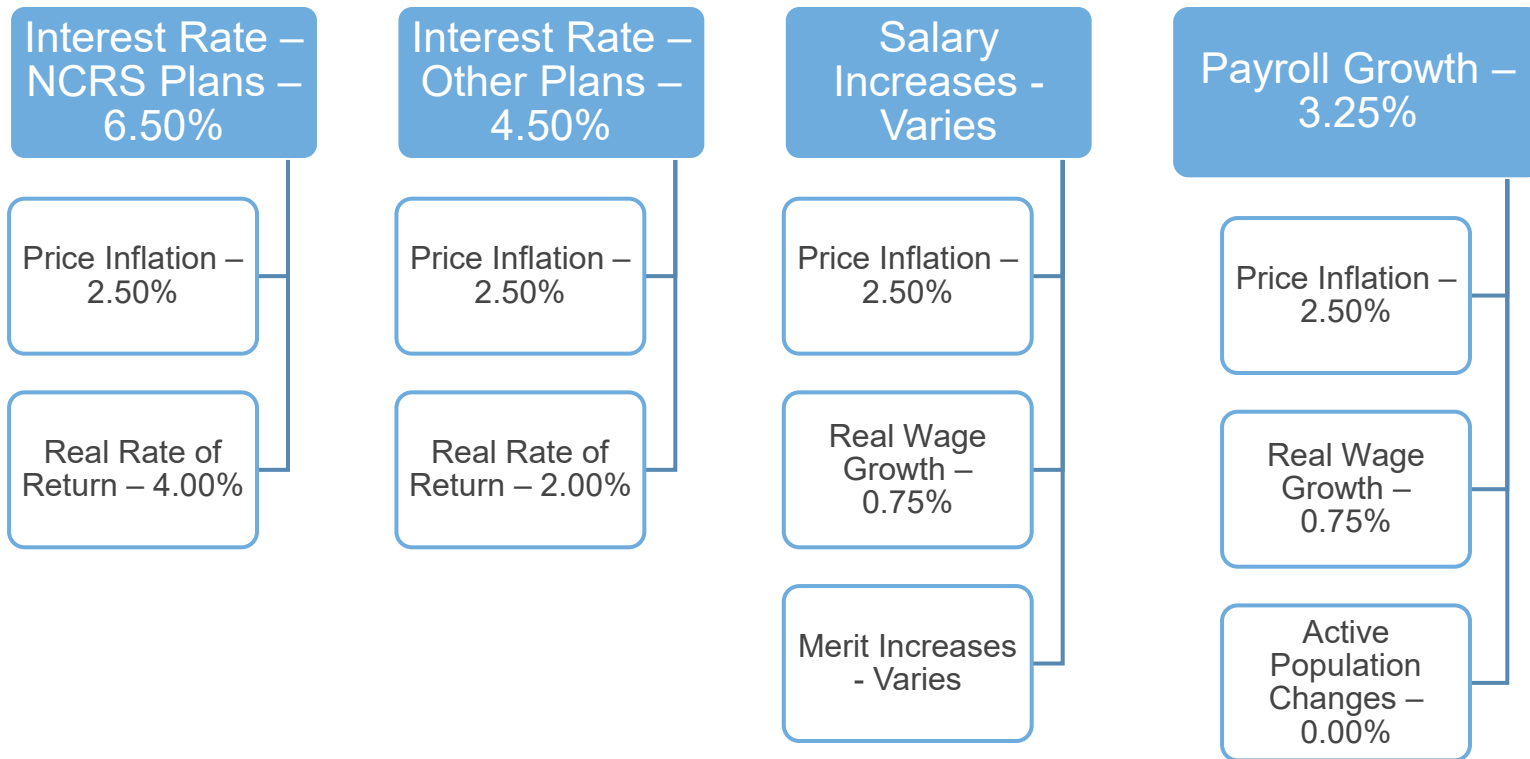 Interest Rate –
NCRS Plans –
6.50%
Price Inflation –
2.50%
Real Rate of
Return – 4.00%
Interest Rate –
Other Plans –
4.50%
Price Inflation –
2.50%
Real Rate of
Return – 2.00%
Salary
Increases -
Varies
Price Inflation –
2.50%
Real Wage
Growth –
0.75%
Merit Increases
- Varies
Payroll Growth –
3.25%
Price Inflation –
2.50%
Real Wage
Growth –
0.75%
Active
Population
Changes –
0.00%